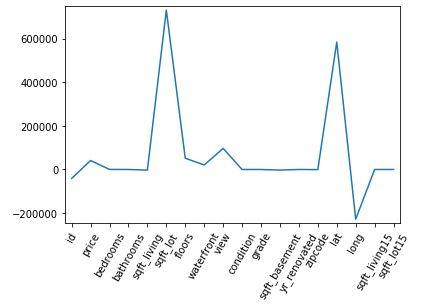 600000
400000
200000
0
−200000
id
price
bedrooms
bathrooms
sqft_living
sqft_lot
floors
waterfront
view
condition
grade
sqft_basement
yr_renovated
zipcode
lat
long
sqft_living15
sqft_lot15